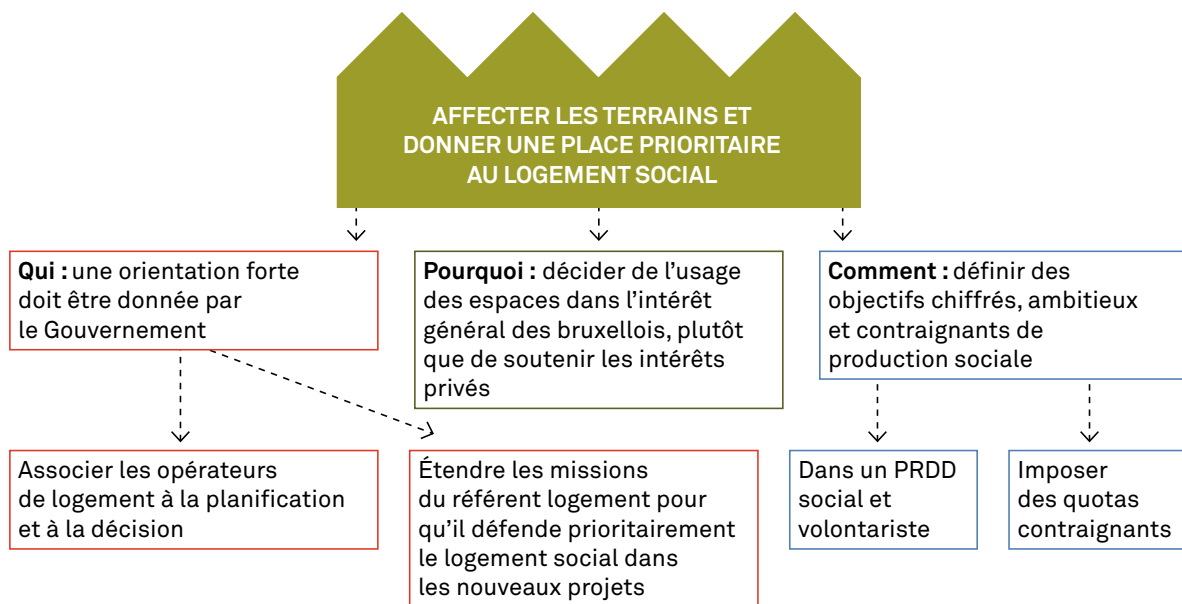 AFFECTER LES TERRAINS ET
DONNER UNE PLACE PRIORITAIRE
AU LOGEMENT SOCIAL
Qui : une orientation forte
doit être donnée par
le Gouvernement
Pourquoi : décider de l’usage
des espaces dans l’intérêt
général des bruxellois, plutôt
que de soutenir les intérêts
privés
Comment : définir des
objectifs chiffrés, ambitieux
et contraignants de
production sociale
Associer les opérateurs
de logement à la planification
et à la décision
Étendre les missions
du référent logement pour
qu’il défende prioritairement
le logement social dans
les nouveaux projets
Dans un PRDD
social et
volontariste
Imposer
des quotas
contraignants